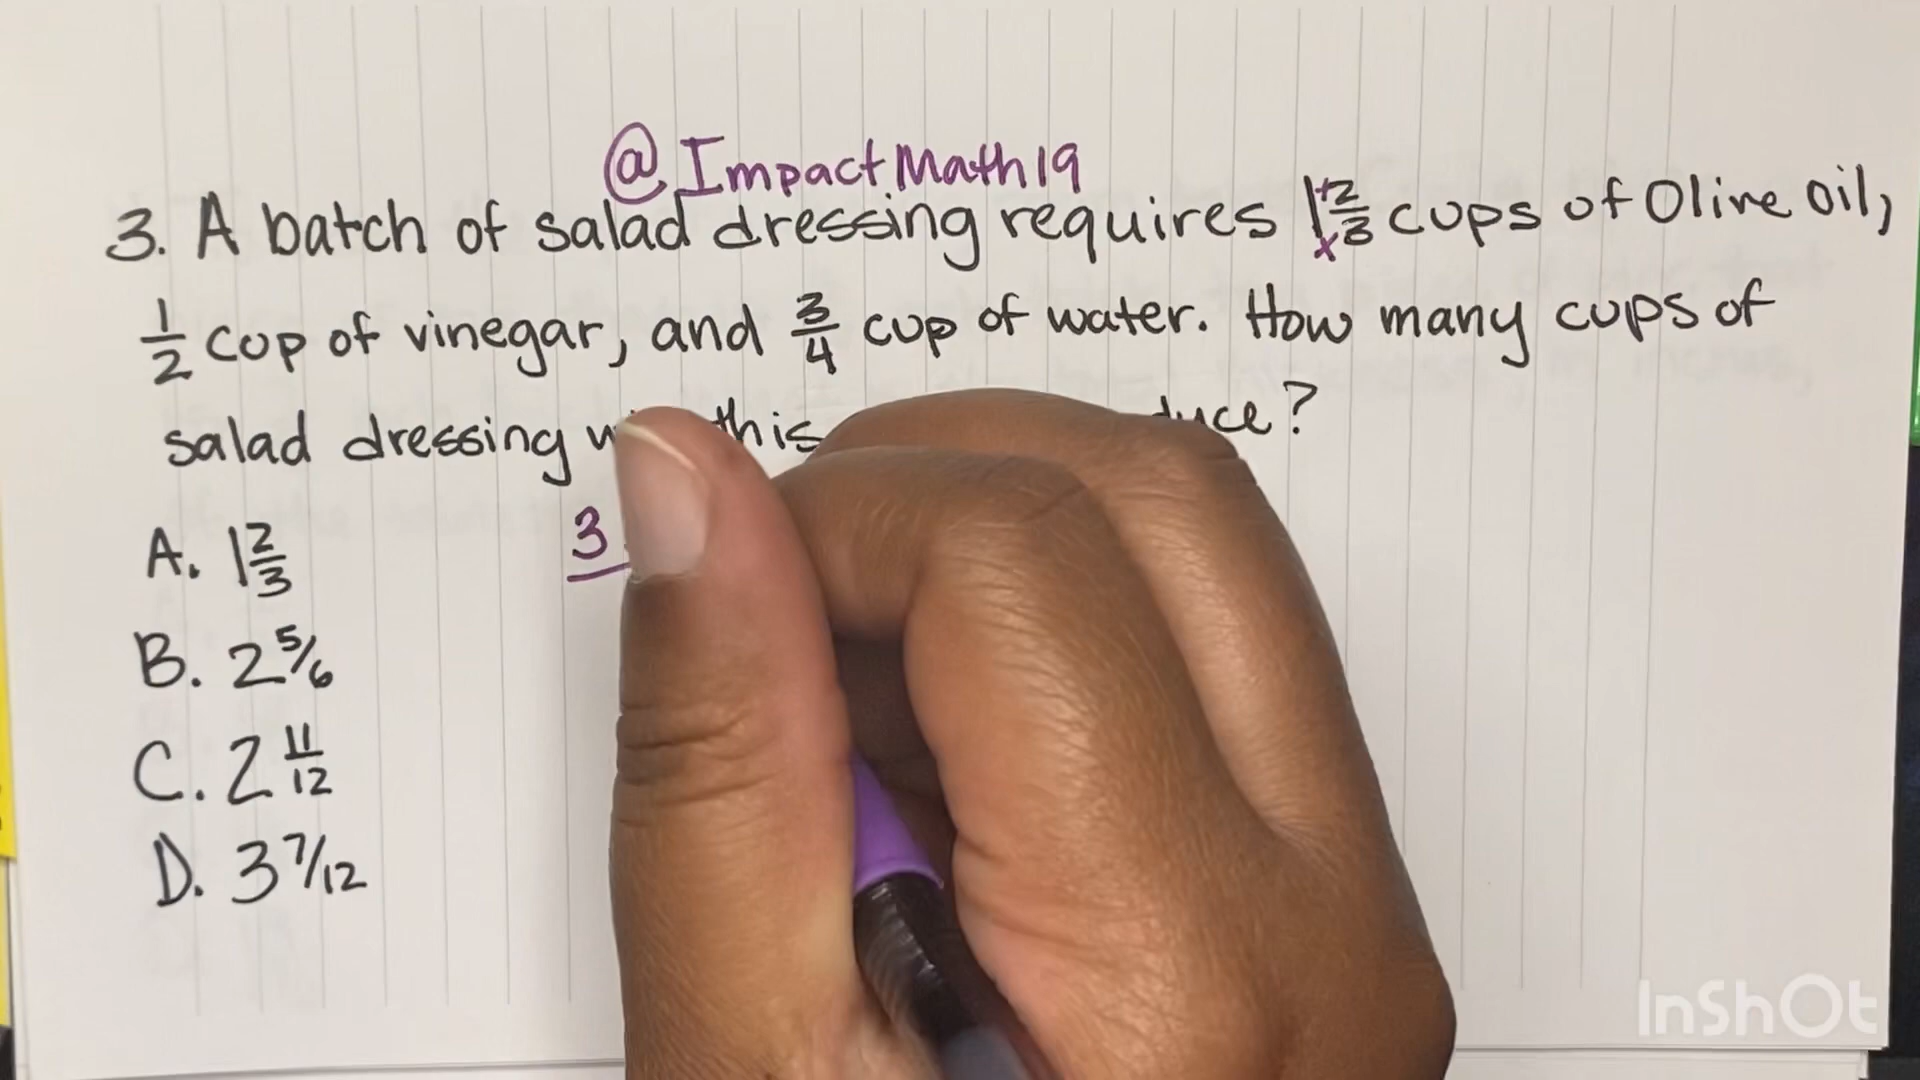 @ImpactMath19
3. A batch of salad dressing requires 1 2/3 cups of Olive oil,
1/2 cup of vinegar, and 3/4 cup of water. How many cups of
salad dressing this ?
A. 1 2/3
B. 2 5/6
C. 2 11/12
D. 3 7/12
3
InShOt